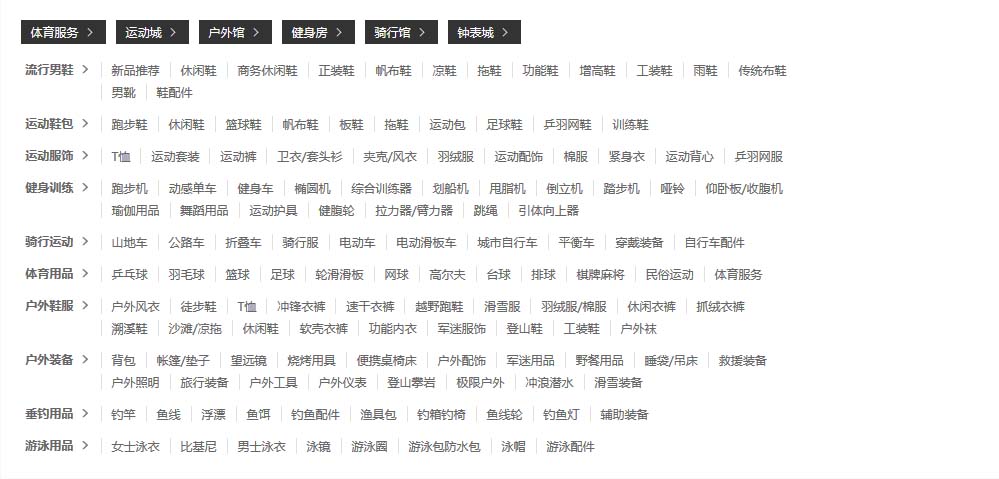 体育服务 > 运动城 > 户外馆 > 健身房 > 骑行馆 > 钟表城 >
流行男鞋 > 新品推荐 | 休闲鞋 | 商务休闲鞋 | 正装鞋 | 帆布鞋 | 凉鞋 | 拖鞋 | 功能鞋 | 增高鞋 | 工装鞋 | 雨鞋 | 传统布鞋
男靴 | 鞋配件
运动鞋包 > 跑步鞋 | 休闲鞋 | 篮球鞋 | 帆布鞋 | 板鞋 | 拖鞋 | 运动包 | 足球鞋 | 乒羽网鞋 | 训练鞋
运动服饰 > T恤 | 运动套装 | 运动裤 | 卫衣/套头衫 | 夹克/风衣 | 羽绒服 | 运动配饰 | 棉服 | 紧身衣 | 运动背心 | 乒羽网服
健身训练 > 跑步机 | 动感单车 | 健身车 | 椭圆机 | 综合训练器 | 划船机 | 甩脂机 | 倒立机 | 踏步机 | 哑铃 | 仰卧板/收腹机
瑜伽用品 | 舞蹈用品 | 运动护具 | 健腹轮 | 拉力器/臂力器 | 跳绳 | 引体向上器
骑行运动 > 山地车 | 公路车 | 折叠车 | 骑行服 | 电动车 | 电动滑板车 | 城市自行车 | 平衡车 | 穿戴装备 | 自行车配件
体育用品 > 乒乓球 | 羽毛球 | 篮球 | 足球 | 轮滑滑板 | 网球 | 高尔夫 | 台球 | 排球 | 棋牌麻将 | 民俗运动 | 体育服务
户外鞋服 > 户外风衣 | 徒步鞋 | T恤 | 冲锋衣裤 | 速干衣裤 | 越野跑鞋 | 滑雪服 | 羽绒服/棉服 | 休闲衣裤 | 抓绒衣裤
溯溪鞋 | 沙滩/凉拖 | 休闲鞋 | 软壳衣裤 | 功能内衣 | 军迷服饰 | 登山鞋 | 工装鞋 | 户外袜
户外装备 > 背包 | 帐篷/垫子 | 望远镜 | 烧烤用具 | 便携桌椅床 | 户外配饰 | 军迷用品 | 野餐用品 | 睡袋/吊床 | 救援装备
户外照明 | 旅行装备 | 户外工具 | 户外仪表 | 登山攀岩 | 极限户外 | 冲浪潜水 | 滑雪装备
垂钓用品 > 钓竿 | 鱼线 | 浮漂 | 鱼饵 | 钓鱼配件 | 渔具包 | 钓箱钓椅 | 鱼线轮 | 钓鱼灯 | 辅助装备
游泳用品 > 女士泳衣 | 比基尼 | 男士泳衣 | 泳镜 | 游泳圈 | 游泳包防水包 | 泳帽 | 游泳配件